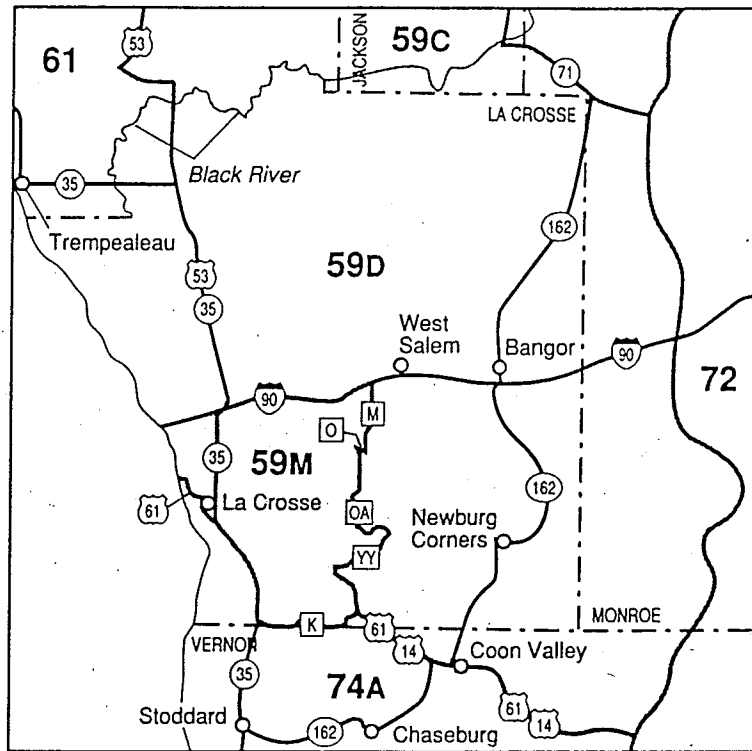 53
61
JACKSON
59C
71
LA CROSSE
Black River
35
Trempealeau
162
59D
53
35
West
Salem
Bangor
90
90
72
M
O
35
59M
61
La Crosse
162
OA
Newburg
Corners
YY
K
61
MONROE
VERNON
14
Coon Valley
35
74A
61
14
Stoddard
162
Chaseburg